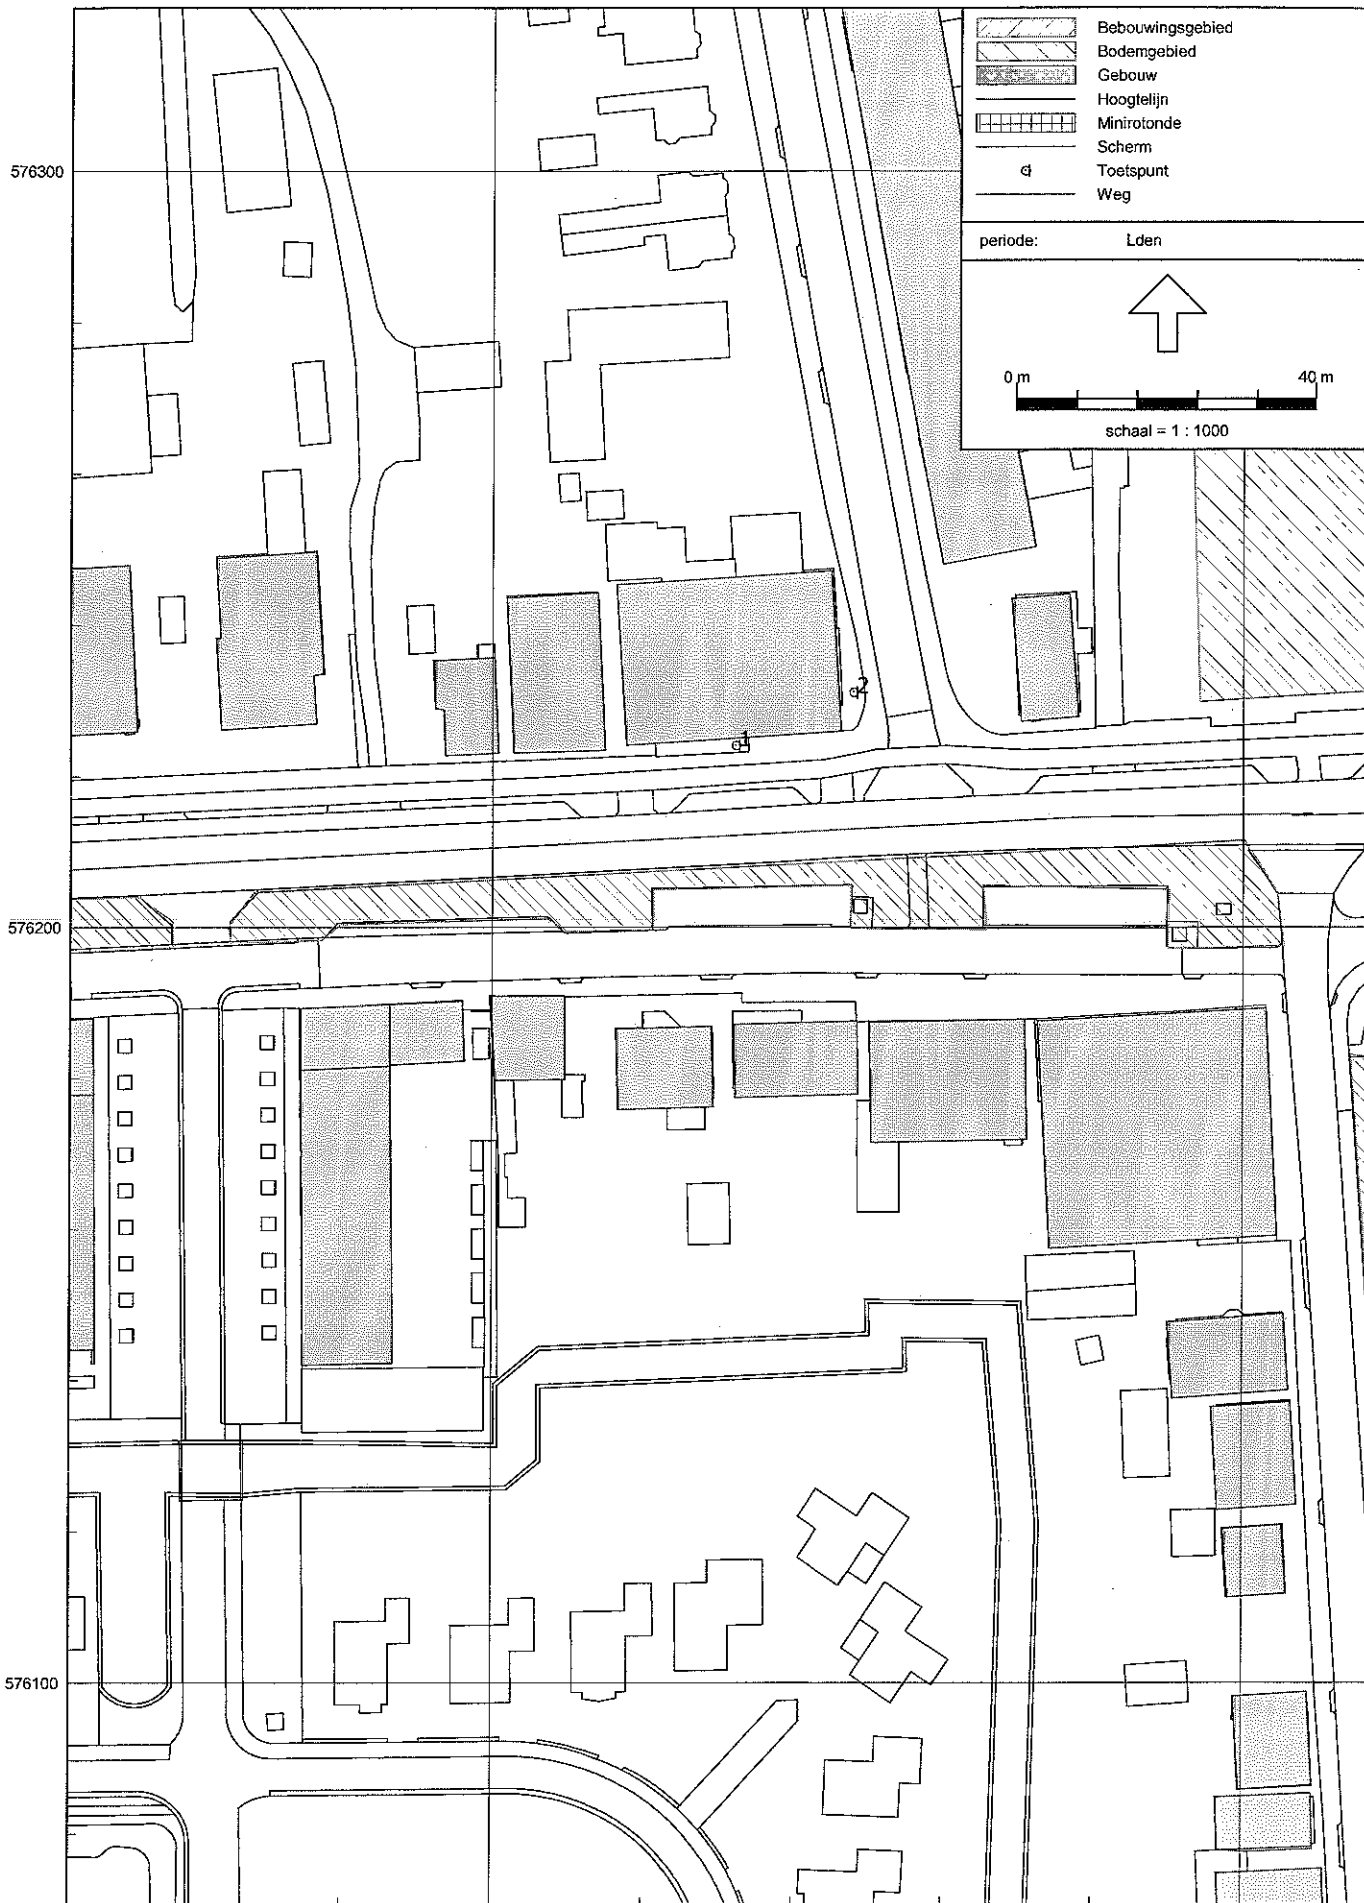 Bebouwingsgebied
Bodemgebied
Gebouw
Hoogtelijn
Minirotonde
Scherm
Toetspunt
Weg
periode: Lden
0 m 40 m
schaal = 1 : 1000
576300
2
1
576200
576100